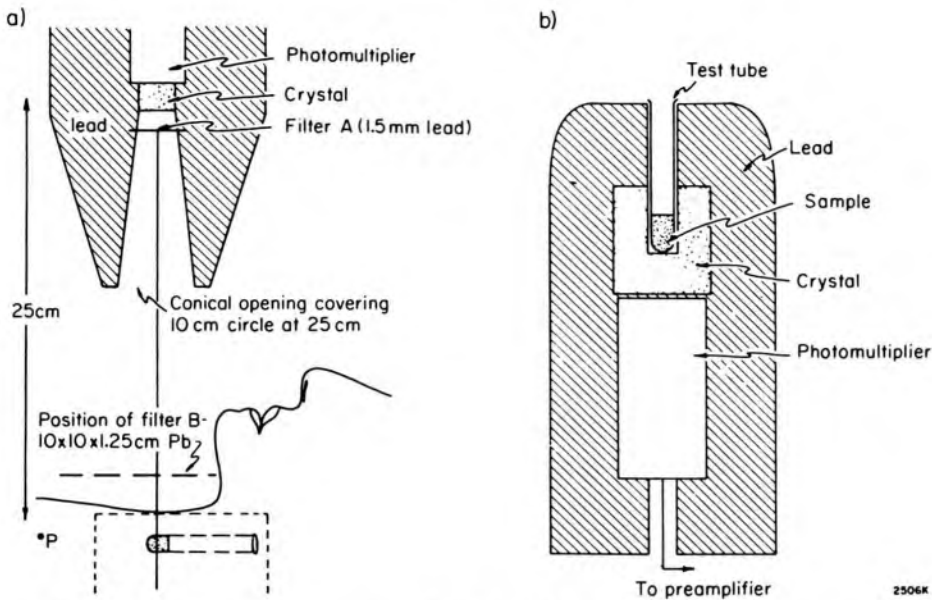 a)
Photomultiplier
Crystal
lead
Filter A (1.5 mm lead)
25cm
Conical opening covering
10 cm circle at 25 cm
Position of filter B-
10x10x1.25cm Pb
•P
b)
Test tube
Lead
Sample
Crystal
Photomultiplier
To preamplifier
2506K